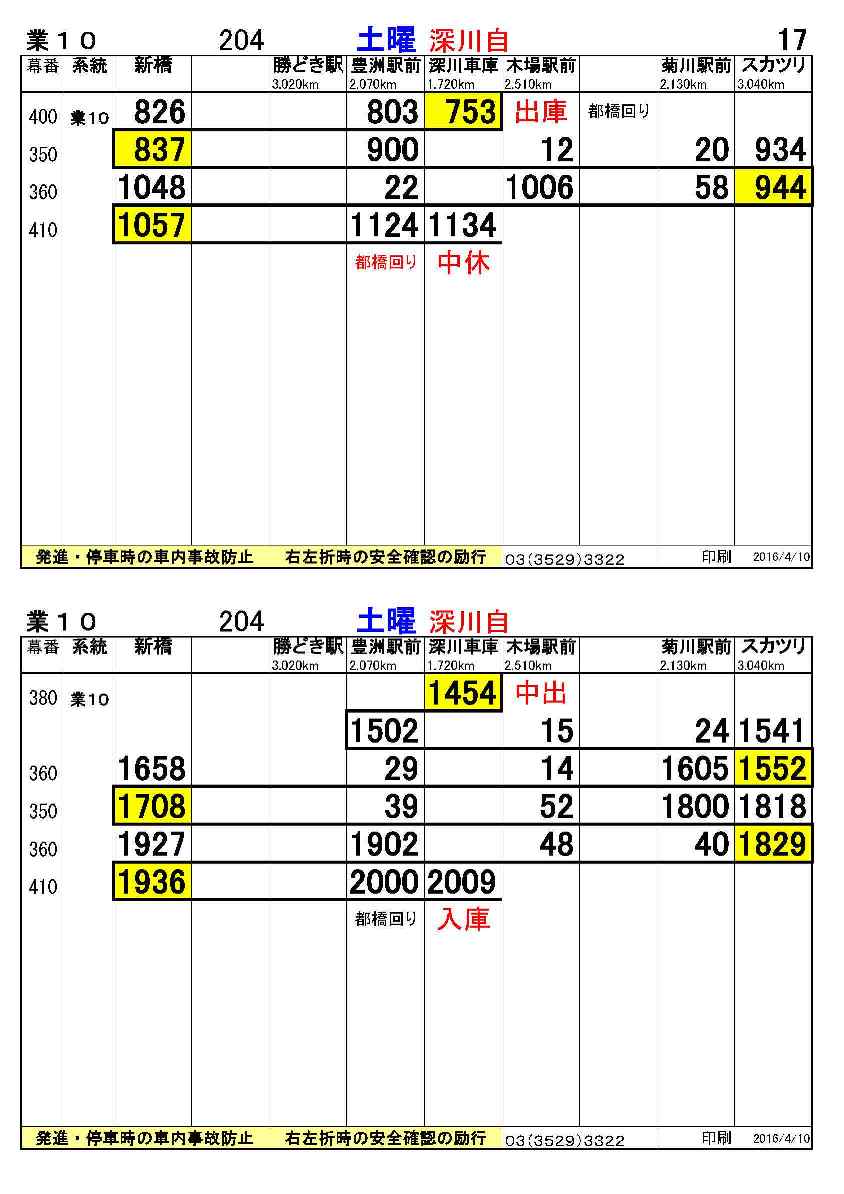 業１０ 204 土曜 深川自 17
幕番 系統 新橋 勝どき駅 豊洲駅前 深川車庫 木場駅前 菊川駅前 スカツリ
3.020km 2.070km 1.720km 2.510km 2.130km 3.040km
400 業10 826 803 753 出庫 都橋回り
350 837 900 12 20 934
360 1048 22 1006 58 944
410 1057 1124 1134
都橋回り 中休
発進・停車時の車内事故防止 右左折時の安全確認の励行 03(3529)3322 印刷 2016/4/10
業１０ 204 土曜 深川自
幕番 系統 新橋 勝どき駅 豊洲駅前 深川車庫 木場駅前 菊川駅前 スカツリ
3.020km 2.070km 1.720km 2.510km 2.130km 3.040km
380 業10 1454 中出
1502 15 24 1541
360 1658 29 14 1605 1552
350 1708 39 52 1800 1818
360 1927 1902 48 40 1829
410 1936 2000 2009
都橋回り 入庫
発進・停車時の車内事故防止 右左折時の安全確認の励行 03(3529)3322 印刷 2016/4/10